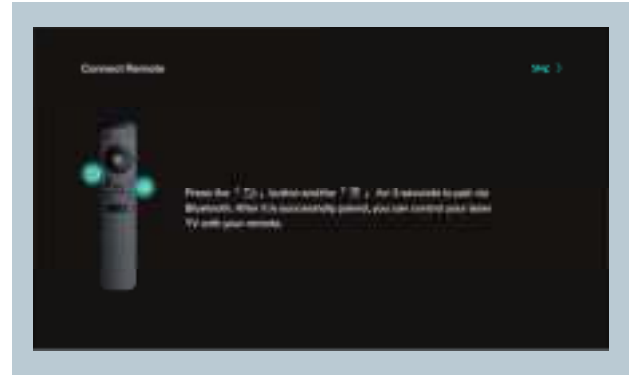 Connect Remote
Skip >
Press the「 」button and the「 」for 3 seconds to pair via
Bluetooth. After it is successfully paired, you can control your laser
TV with your remote.